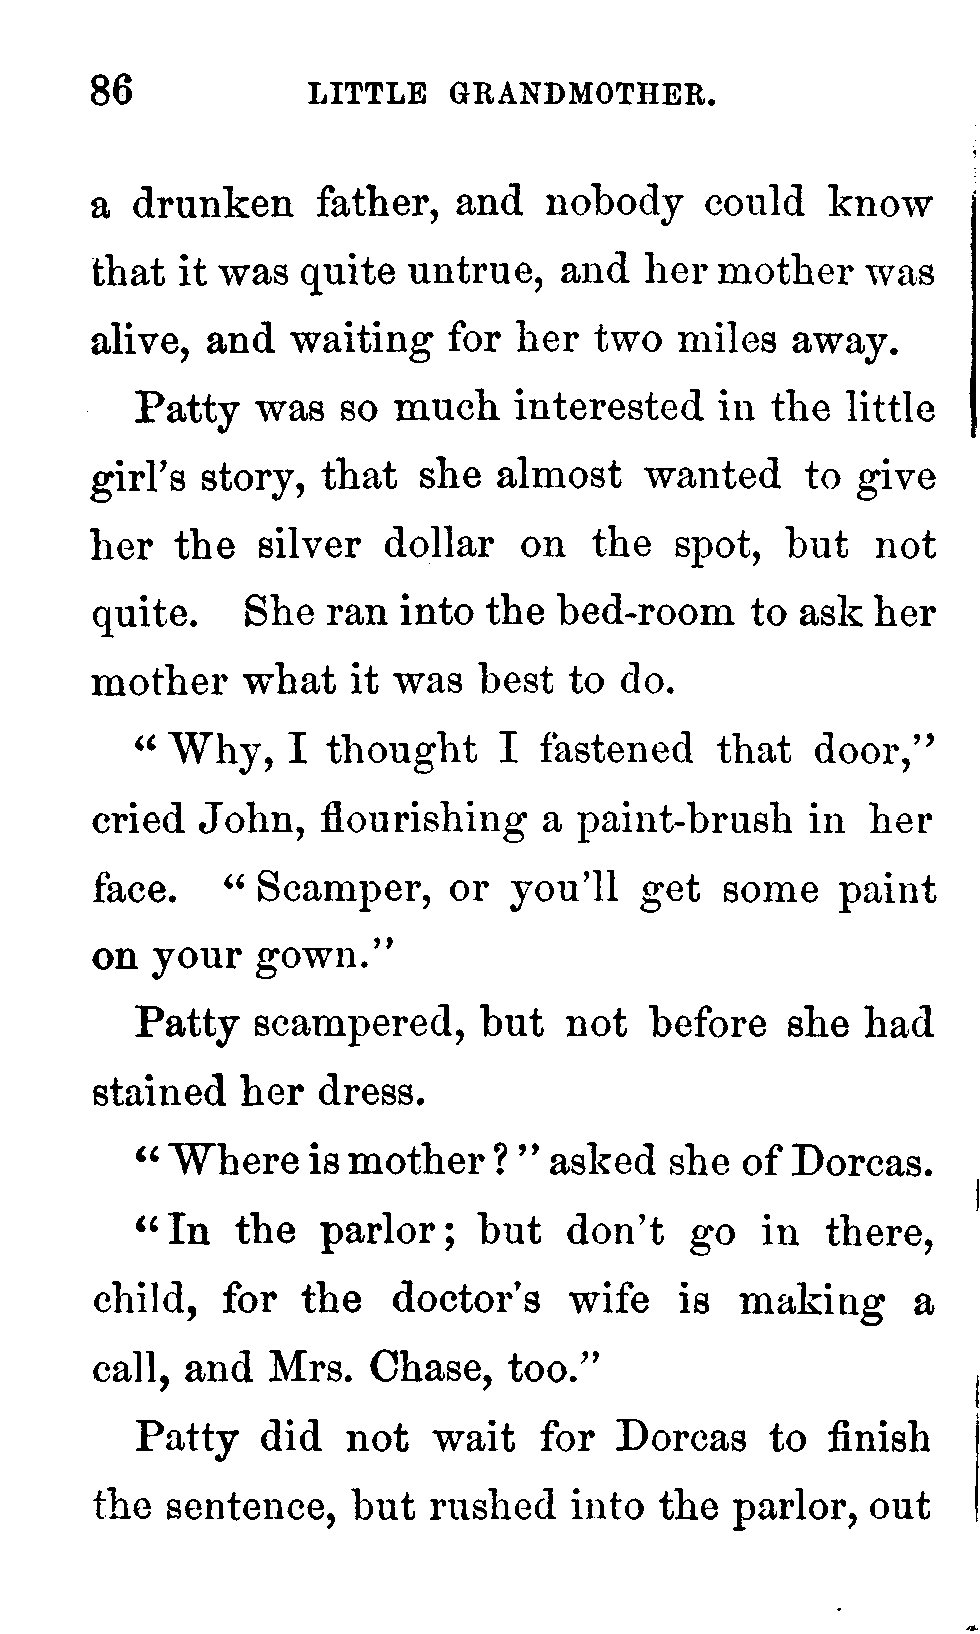 86 LITTLE GRANDMOTHER.
a drunken father, and nobody could know
that it was quite untrue, and her mother was
alive, and waiting for her two miles away.
Patty was so much interested in the little
girl's story, that she almost wanted to give
her the silver dollar on the spot, but not
quite. She ran into the bed-room to ask her
mother what it was best to do.
“Why, I thought I fastened that door,”
cried John, flourishing a paint-brush in her
face. “Scamper, or you'll get some paint
on your gown.”
Patty scampered, but not before she had
stained her dress.
“Where is mother?” asked she of Dorcas.
“In the parlor; but don't go in there,
child, for the doctor's wife is making a
call, and Mrs. Chase, too.”
Patty did not wait for Dorcas to finish
the sentence, but rushed into the parlor, out